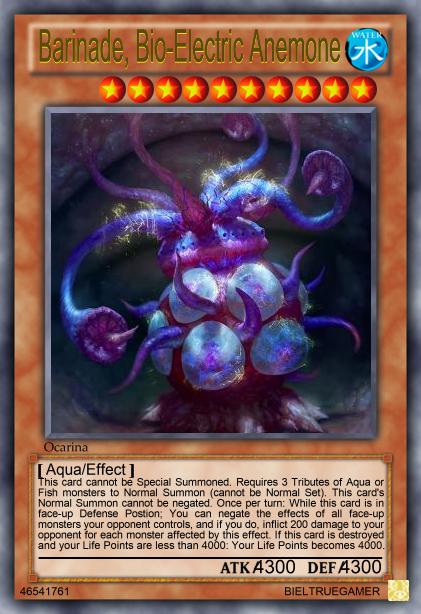 Barinade, Bio-Electric Anemone
WATER
水
Ocarina
[ Aqua/Effect ]
This card cannot be Special Summoned. Requires 3 Tributes of Aqua or
Fish monsters to Normal Summon (cannot be Normal Set). This card's
Normal Summon cannot be negated. Once per turn: While this card is in
face-up Defense Postion; You can negate the effects of all face-up
monsters your opponent controls, and if you do, inflict 200 damage to your
opponent for each monster affected by this effect. If this card is destroyed
and your Life Points are less than 4000: Your Life Points becomes 4000.
ATK 4300 DEF 4300
46541761 BIELTRUEGAMER